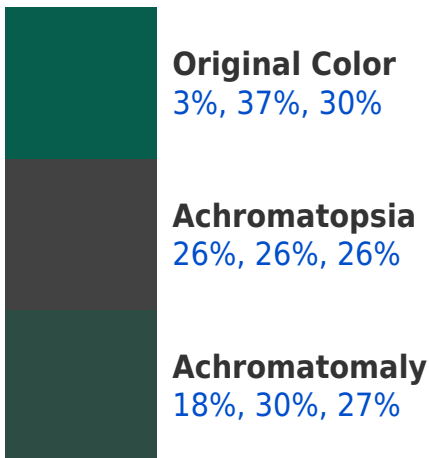 Original Color
3%, 37%, 30%
Achromatopsia
26%, 26%, 26%
Achromatomaly
18%, 30%, 27%